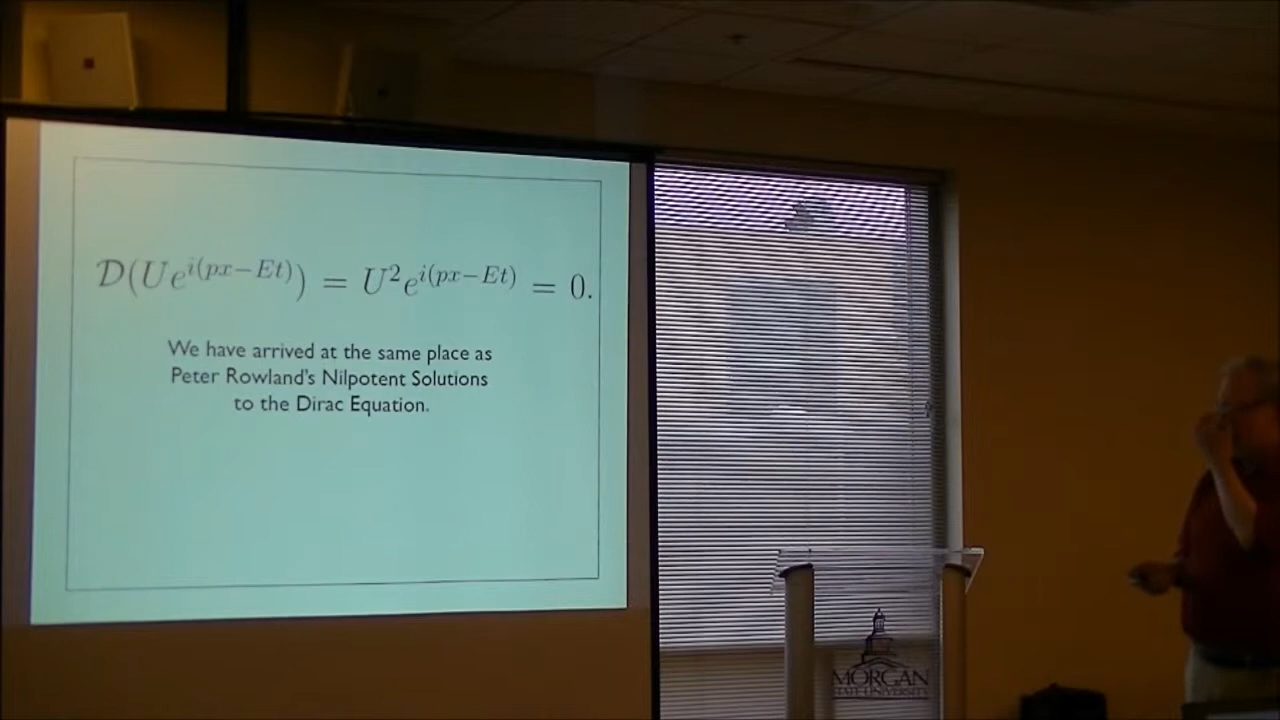 𝒟(Ue^{i(px−Et)}) = U²e^{i(px−Et)} = 0.
We have arrived at the same place as
Peter Rowland's Nilpotent Solutions
to the Dirac Equation.
MORGAN
STATE UNIVERSITY